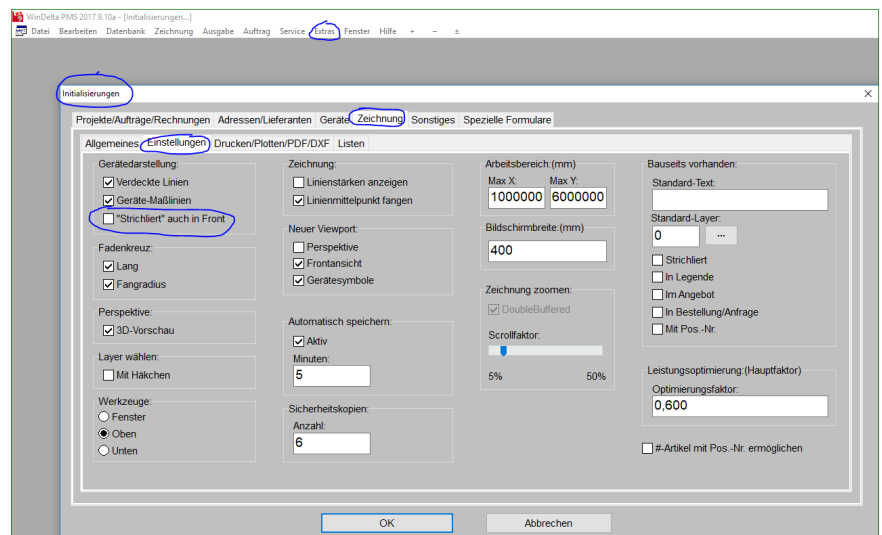 WinDelta PMS 2017 9.10a - [Initialisierungen...]
Datei Bearbeiten Datenbank Zeichnung Ausgabe Auftrag Service Extras Fenster Hilfe + − ±
Initialisierungen
Projekte/Aufträge/Rechnungen Adressen/Lieferanten Geräte Zeichnung Sonstiges Spezielle Formulare
Allgemeines Einstellungen Drucken/Plotten/PDF/DXF Listen
Gerätedarstellung:
Verdeckte Linien
Geräte-Maßlinien
"Strichliert" auch in Front
Fadenkreuz:
Lang
Fangradius
Perspektive:
3D-Vorschau
Layer wählen:
Mit Häkchen
Werkzeuge:
Fenster
Oben
Unten
Zeichnung:
Linienstärken anzeigen
Linienmittelpunkt fangen
Neuer Viewport:
Perspektive
Frontansicht
Gerätesymbole
Automatisch speichern:
Aktiv
Minuten:
5
Sicherheitskopien:
Anzahl:
6
Arbeitsbereich:(mm)
Max X: Max Y:
1000000 6000000
Bildschirmbreite:(mm)
400
Zeichnung zoomen:
DoubleBuffered
Scrollfaktor:
5% 50%
Bauseits vorhanden:
Standard-Text:
Standard-Layer:
0 ...
Strichliert
In Legende
Im Angebot
In Bestellung/Anfrage
Mit Pos.-Nr.
Leistungsoptimierung:(Hauptfaktor)
Optimierungsfaktor:
0,600
#-Artikel mit Pos.-Nr. ermöglichen
OK Abbrechen